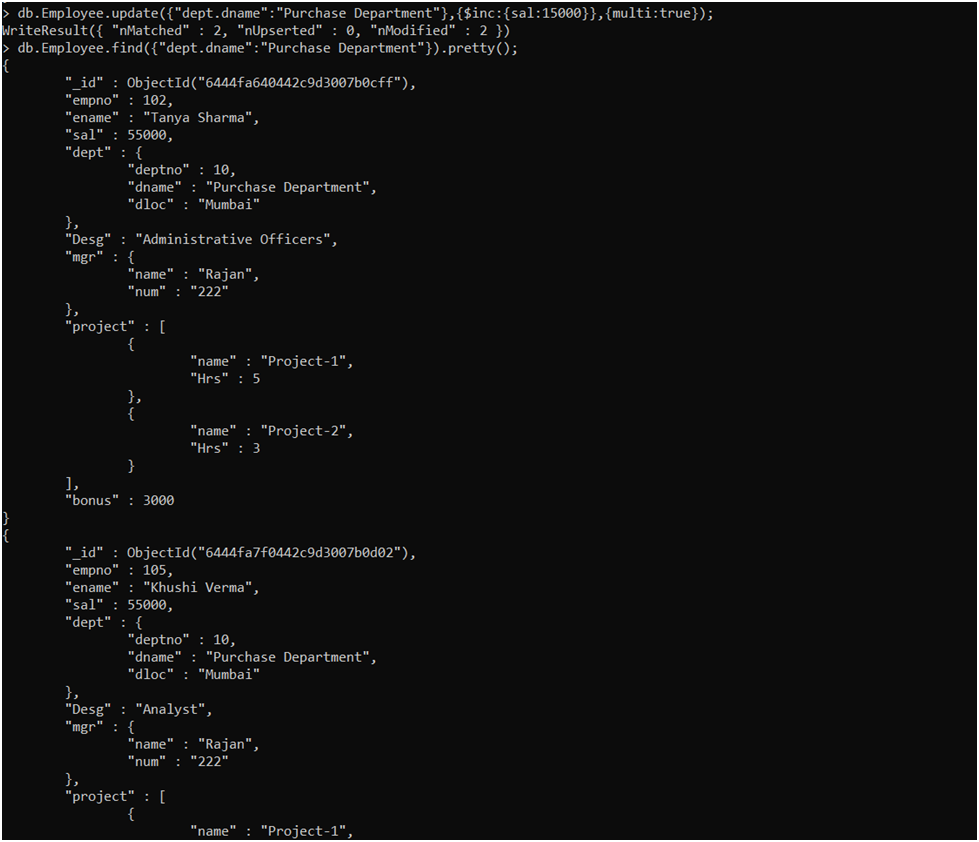 > db.Employee.update({"dept.dname":"Purchase Department"},{$inc:{sal:15000}},{multi:true});
WriteResult({ "nMatched" : 2, "nUpserted" : 0, "nModified" : 2 })
> db.Employee.find({"dept.dname":"Purchase Department"}).pretty();
{
        "_id" : ObjectId("6444fa640442c9d3007b0cff"),
        "empno" : 102,
        "ename" : "Tanya Sharma",
        "sal" : 55000,
        "dept" : {
                "deptno" : 10,
                "dname" : "Purchase Department",
                "dloc" : "Mumbai"
        },
        "Desg" : "Administrative Officers",
        "mgr" : {
                "name" : "Rajan",
                "num" : "222"
        },
        "project" : [
                {
                        "name" : "Project-1",
                        "Hrs" : 5
                },
                {
                        "name" : "Project-2",
                        "Hrs" : 3
                }
        ],
        "bonus" : 3000
}
{
        "_id" : ObjectId("6444fa7f0442c9d3007b0d02"),
        "empno" : 105,
        "ename" : "Khushi Verma",
        "sal" : 55000,
        "dept" : {
                "deptno" : 10,
                "dname" : "Purchase Department",
                "dloc" : "Mumbai"
        },
        "Desg" : "Analyst",
        "mgr" : {
                "name" : "Rajan",
                "num" : "222"
        },
        "project" : [
                {
                        "name" : "Project-1",